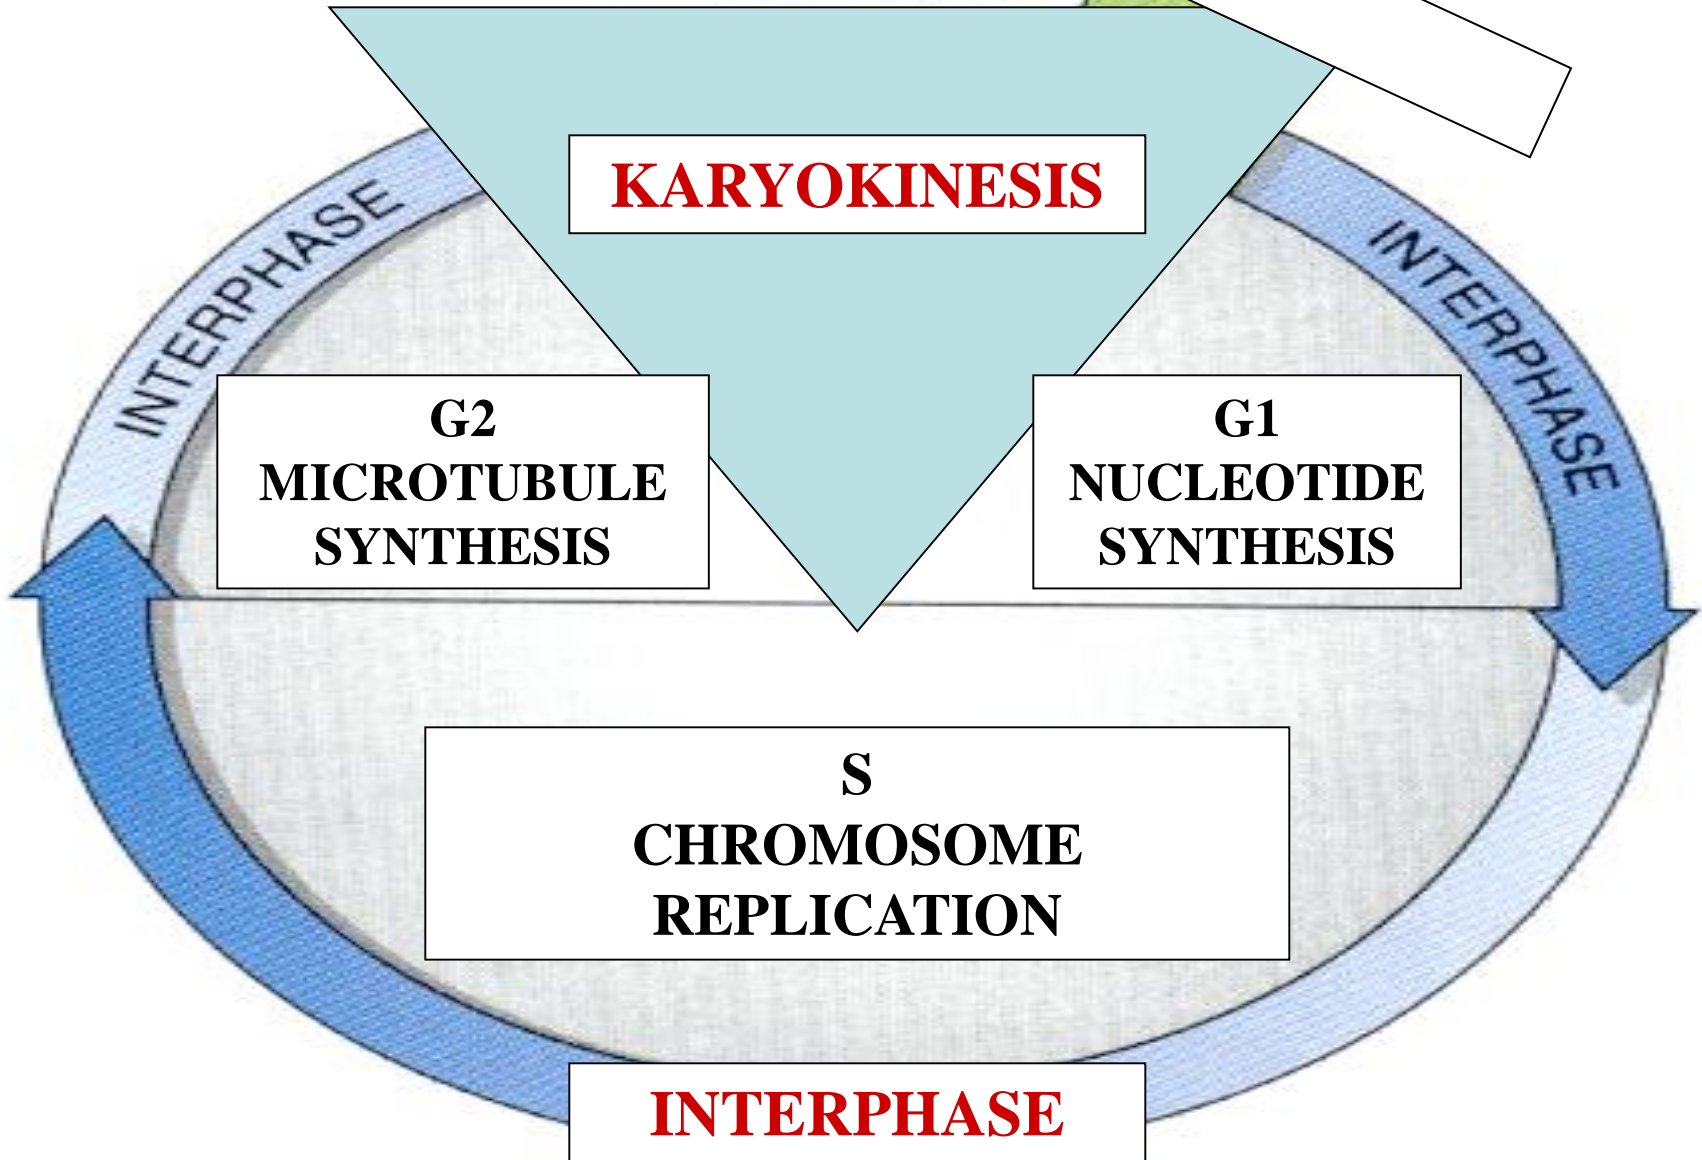 KARYOKINESIS
INTERPHASE
INTERPHASE
G2
MICROTUBULE
SYNTHESIS
G1
NUCLEOTIDE
SYNTHESIS
S
CHROMOSOME
REPLICATION
INTERPHASE